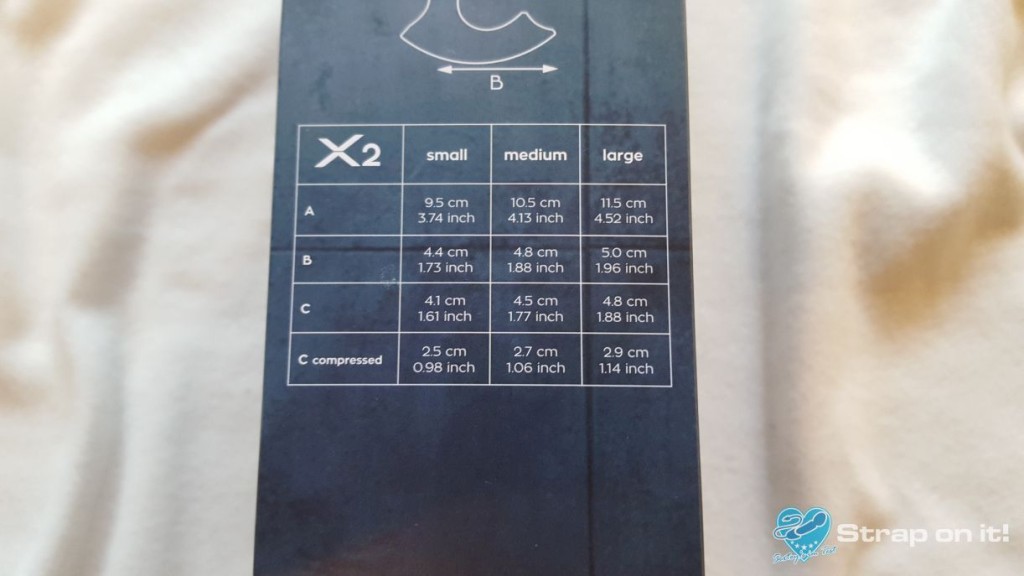 B
X2 small medium large
A 9.5 cm 10.5 cm 11.5 cm
3.74 inch 4.13 inch 4.52 inch
B 4.4 cm 4.8 cm 5.0 cm
1.73 inch 1.88 inch 1.96 inch
C 4.1 cm 4.5 cm 4.8 cm
1.61 inch 1.77 inch 1.88 inch
C compressed 2.5 cm 2.7 cm 2.9 cm
0.98 inch 1.06 inch 1.14 inch
Strap on it!